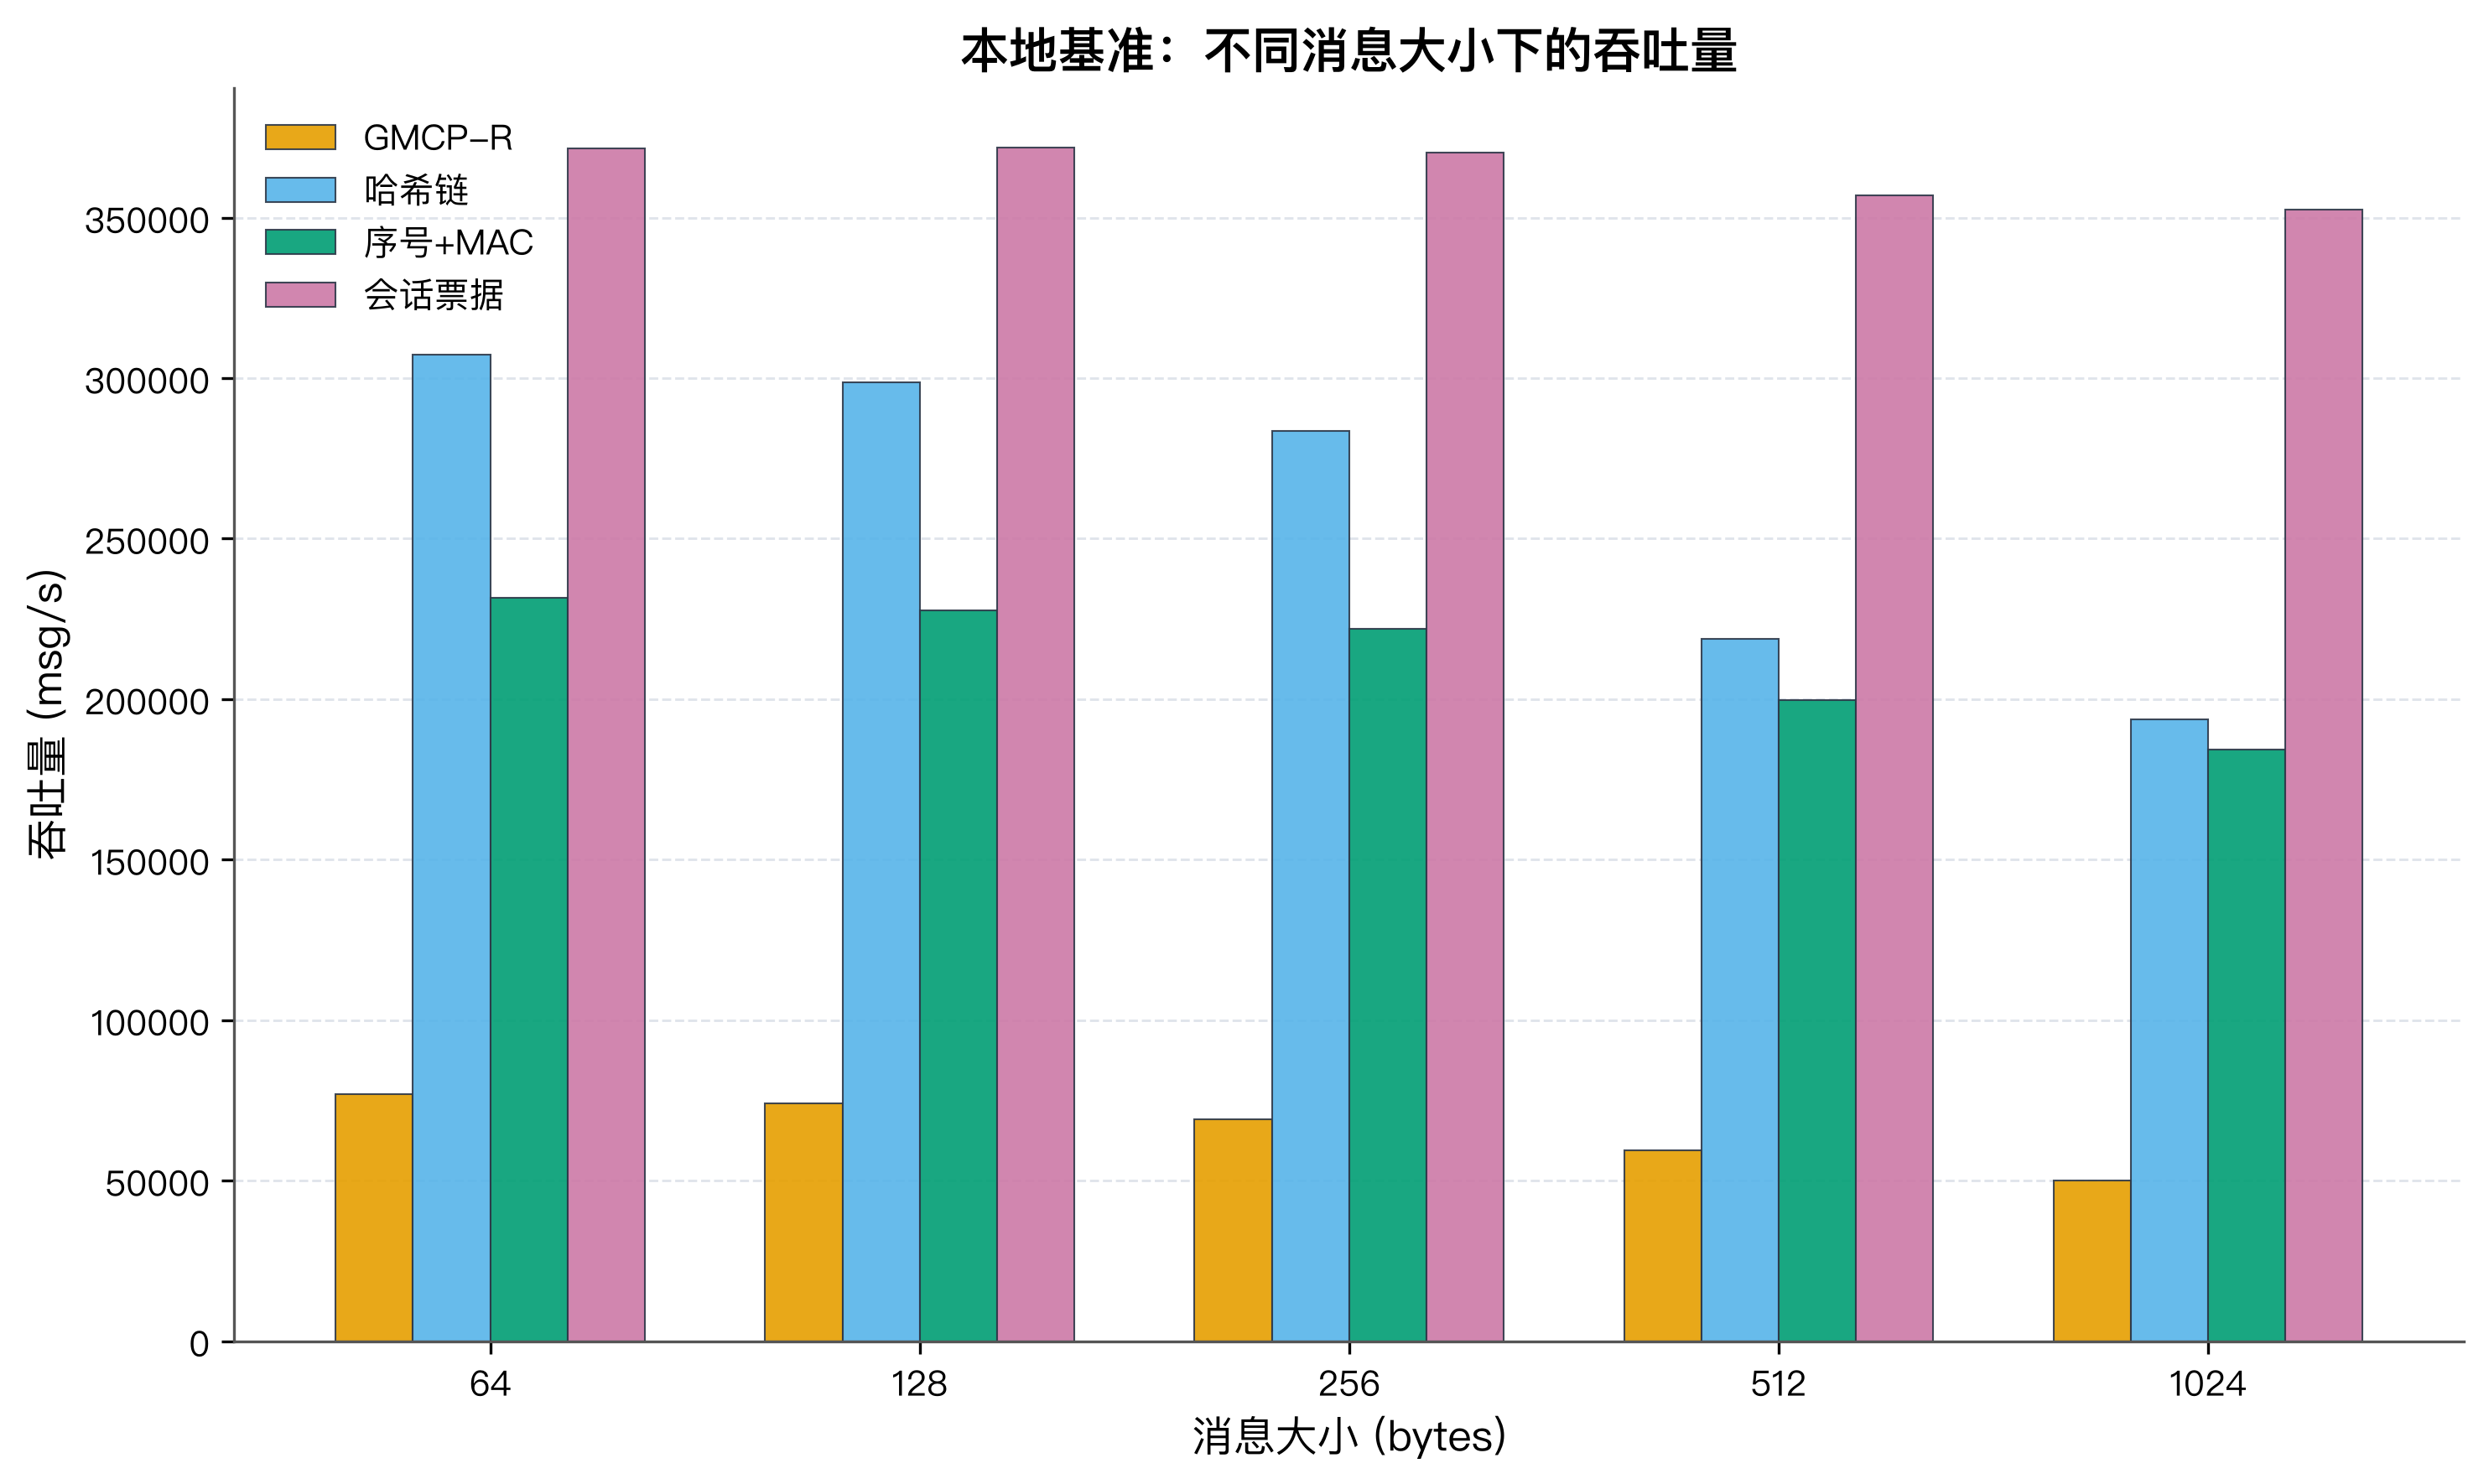 本地基准：不同消息大小下的吞吐量
GMCP-R
哈希链
序号+MAC
会话票据
吞吐量 (msg/s)
350000
300000
250000
200000
150000
100000
50000
0
64 128 256 512 1024
消息大小 (bytes)